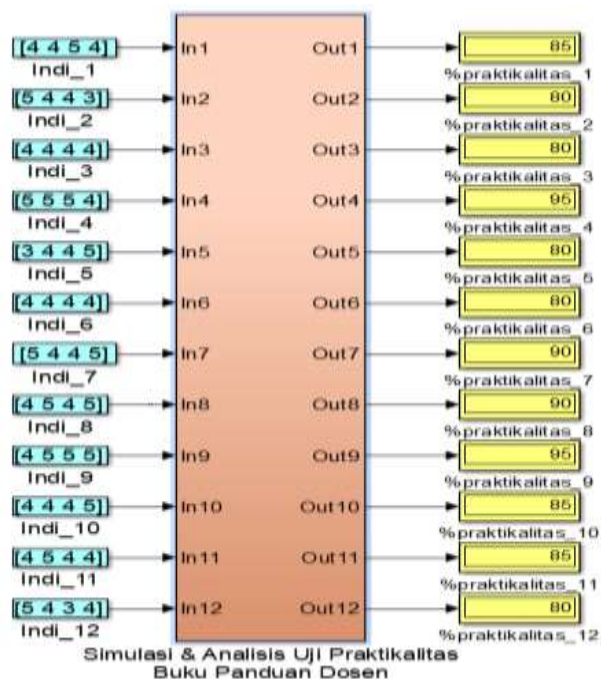 [4 4 5 4] In1 Out1 85
Indi_1 %praktikalitas_1
[5 4 4 3] In2 Out2 80
Indi_2 %praktikalitas_2
[4 4 4 4] In3 Out3 80
Indi_3 %praktikalitas_3
[5 5 5 4] In4 Out4 95
Indi_4 %praktikalitas_4
[3 4 4 5] In5 Out5 80
Indi_5 %praktikalitas_5
[4 4 4 4] In6 Out6 80
Indi_6 %praktikalitas_6
[5 4 4 5] In7 Out7 90
Indi_7 %praktikalitas_7
[4 5 4 5] In8 Out8 90
Indi_8 %praktikalitas_8
[4 5 5 5] In9 Out9 95
Indi_9 %praktikalitas_9
[4 4 4 5] In10 Out10 85
Indi_10 %praktikalitas_10
[4 5 4 4] In11 Out11 85
Indi_11 %praktikalitas_11
[5 4 3 4] In12 Out12 80
Indi_12 %praktikalitas_12
Simulasi & Analisis Uji Praktikalitas
Buku Panduan Dosen